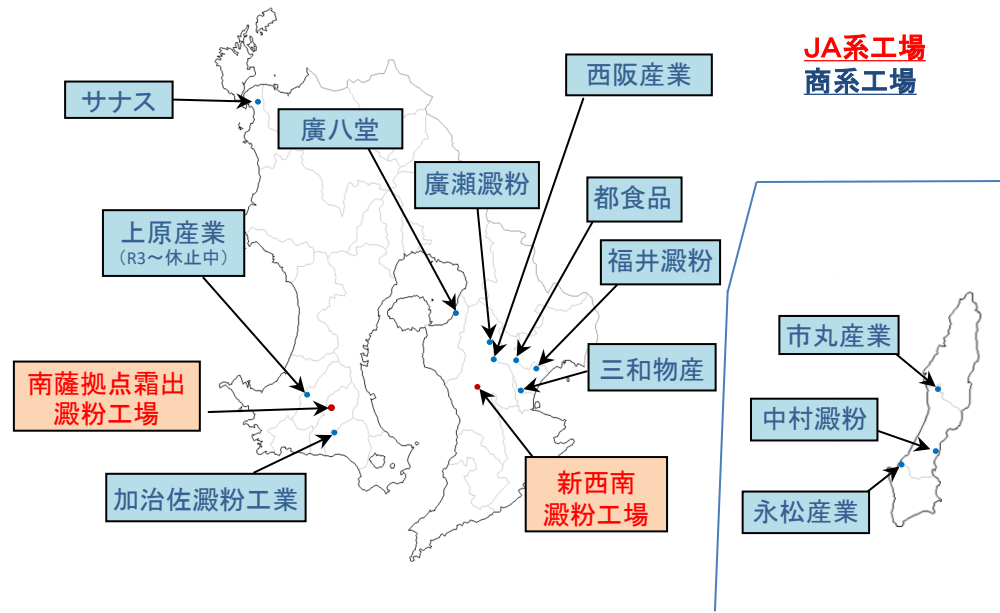 JA系工場
商系工場
サナス
西阪産業
廣八堂
廣瀬澱粉
都食品
上原産業
（R3～休止中）
福井澱粉
三和物産
南薩拠点霜出
澱粉工場
加治佐澱粉工業
新西南
澱粉工場
市丸産業
中村澱粉
永松産業